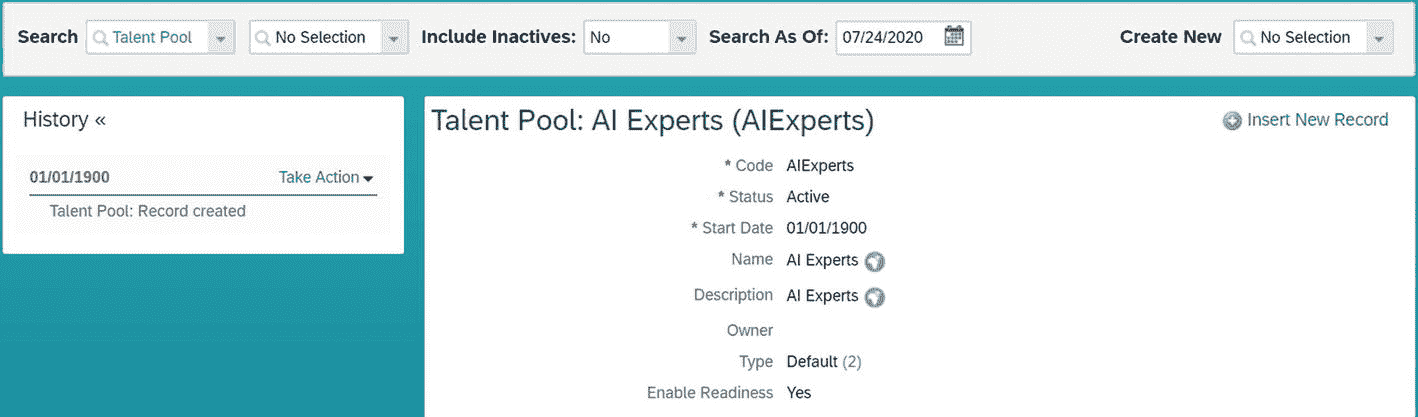 Search Talent Pool No Selection Include Inactives: No Search As Of: 07/24/2020 Create New No Selection
History «
01/01/1900 Take Action
Talent Pool: Record created
Talent Pool: AI Experts (AIExperts) Insert New Record
* Code AIExperts
* Status Active
* Start Date 01/01/1900
Name AI Experts
Description AI Experts
Owner
Type Default (2)
Enable Readiness Yes